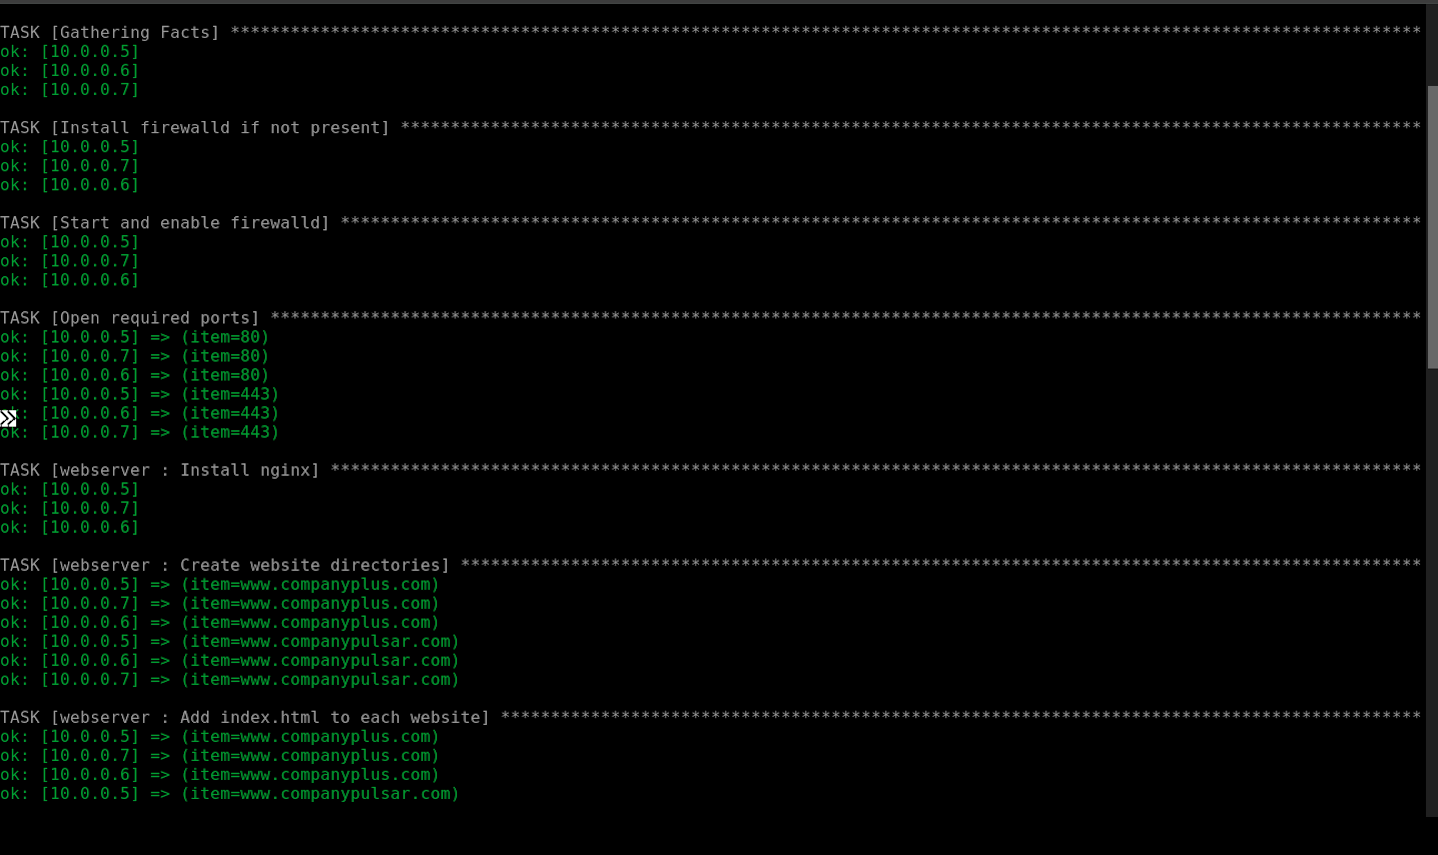 TASK [Gathering Facts] ***********************************************************************************************************************
ok: [10.0.0.5]
ok: [10.0.0.6]
ok: [10.0.0.7]
TASK [Install firewalld if not present] ******************************************************************************************************
ok: [10.0.0.5]
ok: [10.0.0.7]
ok: [10.0.0.6]
TASK [Start and enable firewalld] ************************************************************************************************************
ok: [10.0.0.5]
ok: [10.0.0.7]
ok: [10.0.0.6]
TASK [Open required ports] *******************************************************************************************************************
ok: [10.0.0.5] => (item=80)
ok: [10.0.0.7] => (item=80)
ok: [10.0.0.6] => (item=80)
ok: [10.0.0.5] => (item=443)
ok: [10.0.0.6] => (item=443)
ok: [10.0.0.7] => (item=443)
TASK [webserver : Install nginx] *************************************************************************************************************
ok: [10.0.0.5]
ok: [10.0.0.7]
ok: [10.0.0.6]
TASK [webserver : Create website directories] ************************************************************************************************
ok: [10.0.0.5] => (item=www.companyplus.com)
ok: [10.0.0.7] => (item=www.companyplus.com)
ok: [10.0.0.6] => (item=www.companyplus.com)
ok: [10.0.0.5] => (item=www.companypulsar.com)
ok: [10.0.0.6] => (item=www.companypulsar.com)
ok: [10.0.0.7] => (item=www.companypulsar.com)
TASK [webserver : Add index.html to each website] ********************************************************************************************
ok: [10.0.0.5] => (item=www.companyplus.com)
ok: [10.0.0.7] => (item=www.companyplus.com)
ok: [10.0.0.6] => (item=www.companyplus.com)
ok: [10.0.0.5] => (item=www.companypulsar.com)